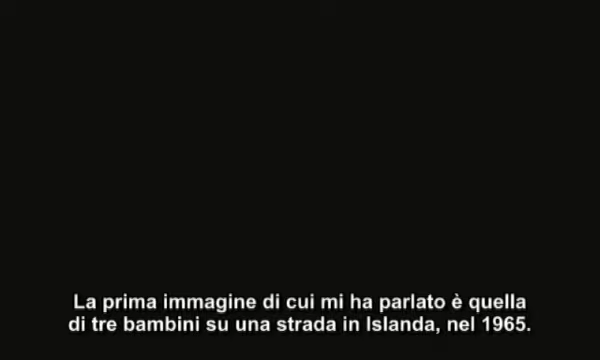 La prima immagine di cui mi ha parlato è quella
di tre bambini su una strada in Islanda, nel 1965.